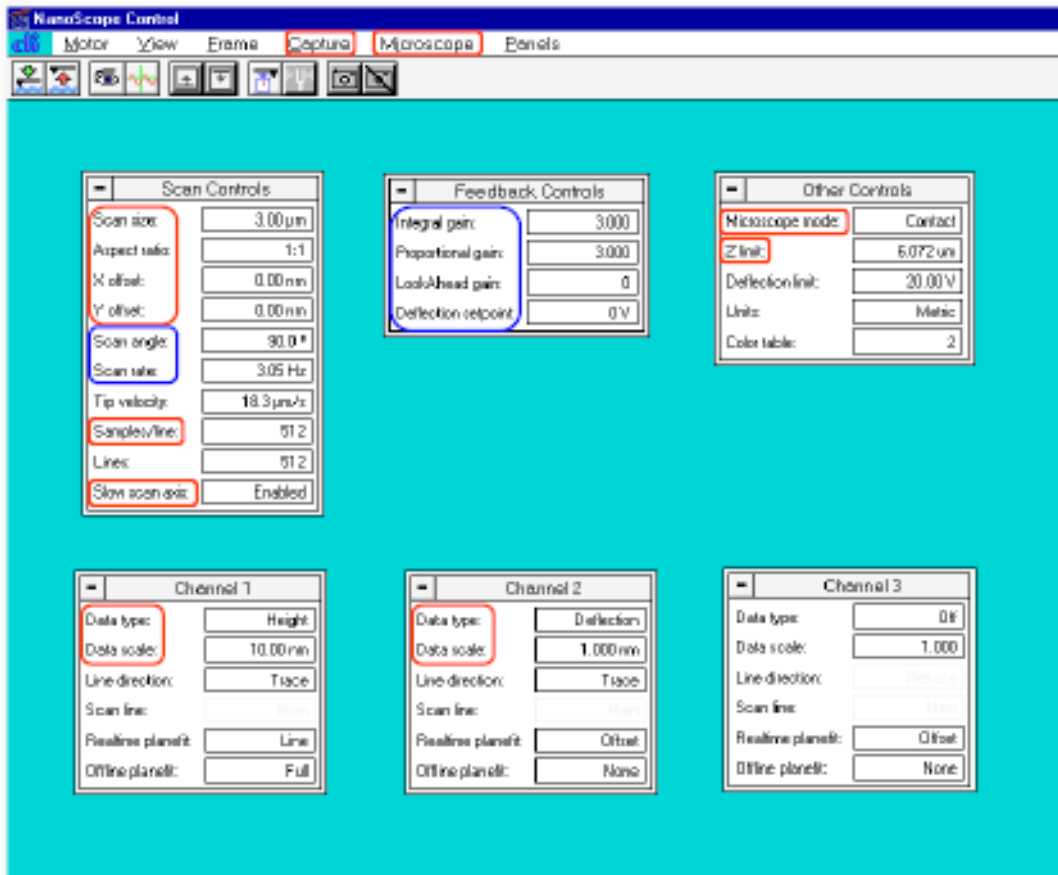 NanoScope Control
di Motor View Frame Capture Microscope Panels
Scan Controls
Scan size: 3.00 µm
Aspect ratio: 1:1
X offset: 0.00 nm
Y offset: 0.00 nm
Scan angle: 90.0 °
Scan rate: 3.05 Hz
Tip velocity: 18.3 µm/s
Samples/line: 512
Lines: 512
Slow scan axis: Enabled
Feedback Controls
Integral gain: 3.000
Proportional gain: 3.000
Look Ahead gain: 0
Deflection setpoint: 0 V
Other Controls
Microscope mode: Contact
Z limit: 6.072 um
Deflection limit: 20.00 V
Units: Metric
Color table: 2
Channel 1
Data type: Height
Data scale: 10.00 nm
Line direction: Trace
Scan line: Main
Realtime planefit: Line
Offline planefit: Full
Channel 2
Data type: Deflection
Data scale: 1.000 nm
Line direction: Trace
Scan line: Main
Realtime planefit: Offset
Offline planefit: None
Channel 3
Data type: Off
Data scale: 1.000
Line direction: Retrace
Scan line: Main
Realtime planefit: Offset
Offline planefit: None